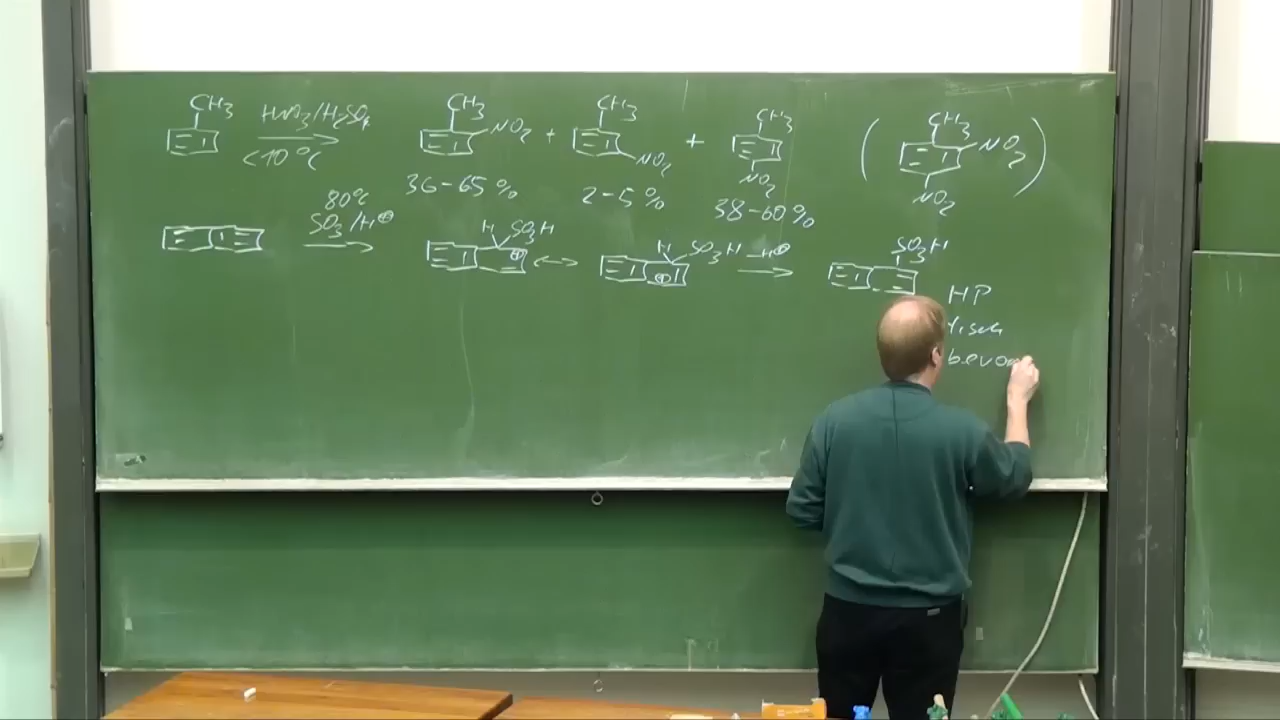 CH3 HNO3/H2SO4 CH3 CH3 CH3 CH3
<10°C NO2 + NO2 + NO2 ( NO2 NO2 )
36-65% 2-5% 38-60%
80°C
SO3/H⊕ H SO3H ⊕ ↔ H SO3H ⊕ -H⊕ SO3H
HP